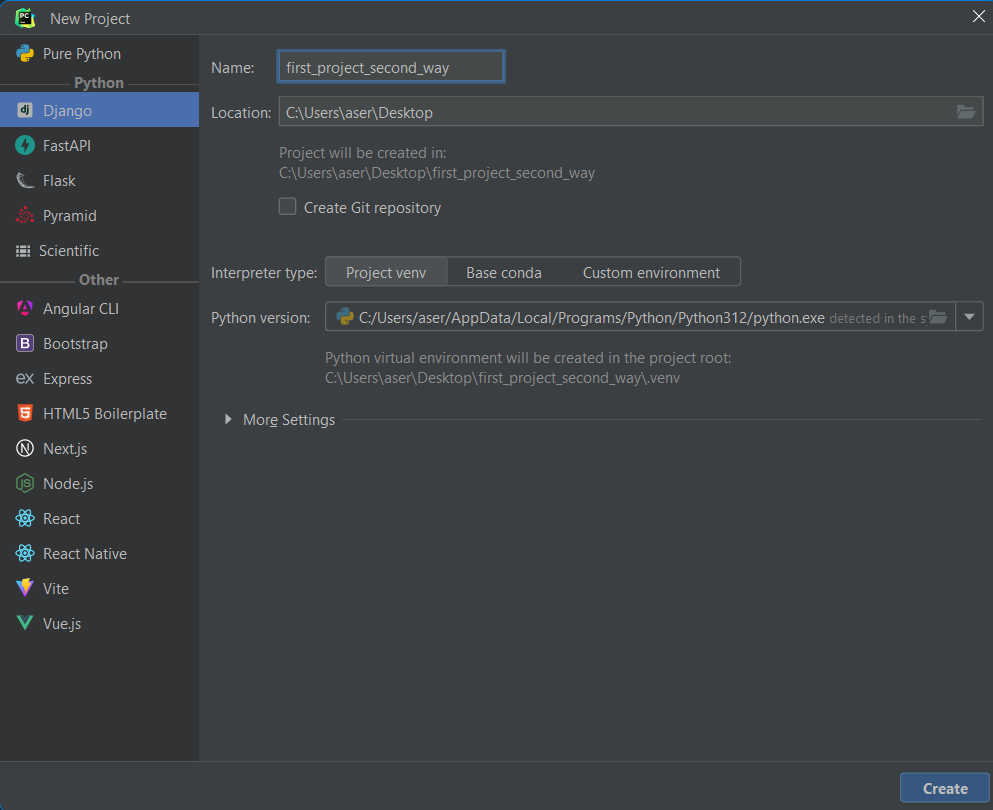 New Project
Pure Python
Python
Django
FastAPI
Flask
Pyramid
Scientific
Other
Angular CLI
Bootstrap
Express
HTML5 Boilerplate
Next.js
Node.js
React
React Native
Vite
Vue.js
Name: first_project_second_way
Location: C:\Users\aser\Desktop
Project will be created in:
C:\Users\aser\Desktop\first_project_second_way
Create Git repository
Interpreter type: Project venv Base conda Custom environment
Python version: C:/Users/aser/AppData/Local/Programs/Python/Python312/python.exe detected in the s
Python virtual environment will be created in the project root:
C:\Users\aser\Desktop\first_project_second_way\.venv
More Settings
Create